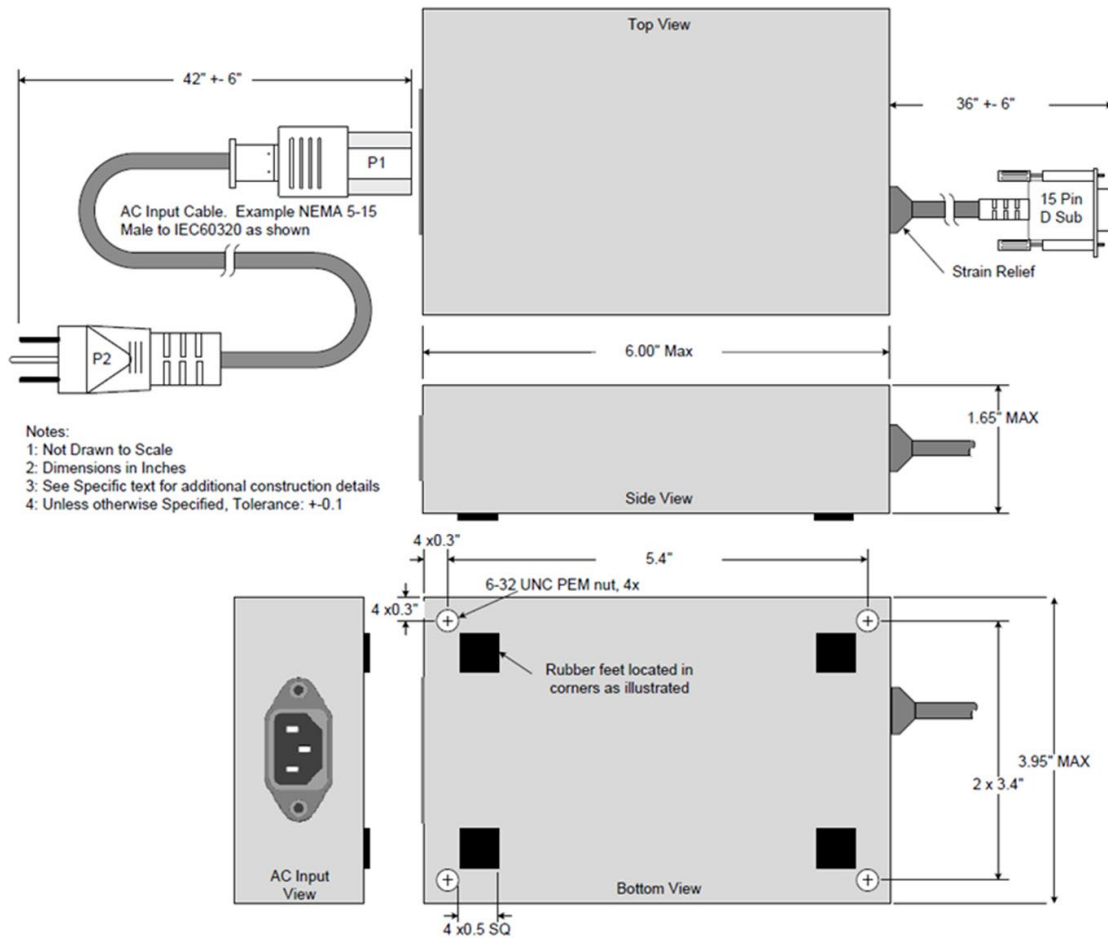 Top View
42" +- 6"
36" +- 6"
P1
AC Input Cable. Example NEMA 5-15
Male to IEC60320 as shown
15 Pin
D Sub
Strain Relief
P2
6.00" Max
1.65" MAX
Notes:
1: Not Drawn to Scale
2: Dimensions in Inches
3: See Specific text for additional construction details
4: Unless otherwise Specified, Tolerance: +-0.1
Side View
4 x0.3"
5.4"
6-32 UNC PEM nut, 4x
4 x0.3"
Rubber feet located in
corners as illustrated
3.95" MAX
2 x 3.4"
AC Input
View
Bottom View
4 x0.5 SQ